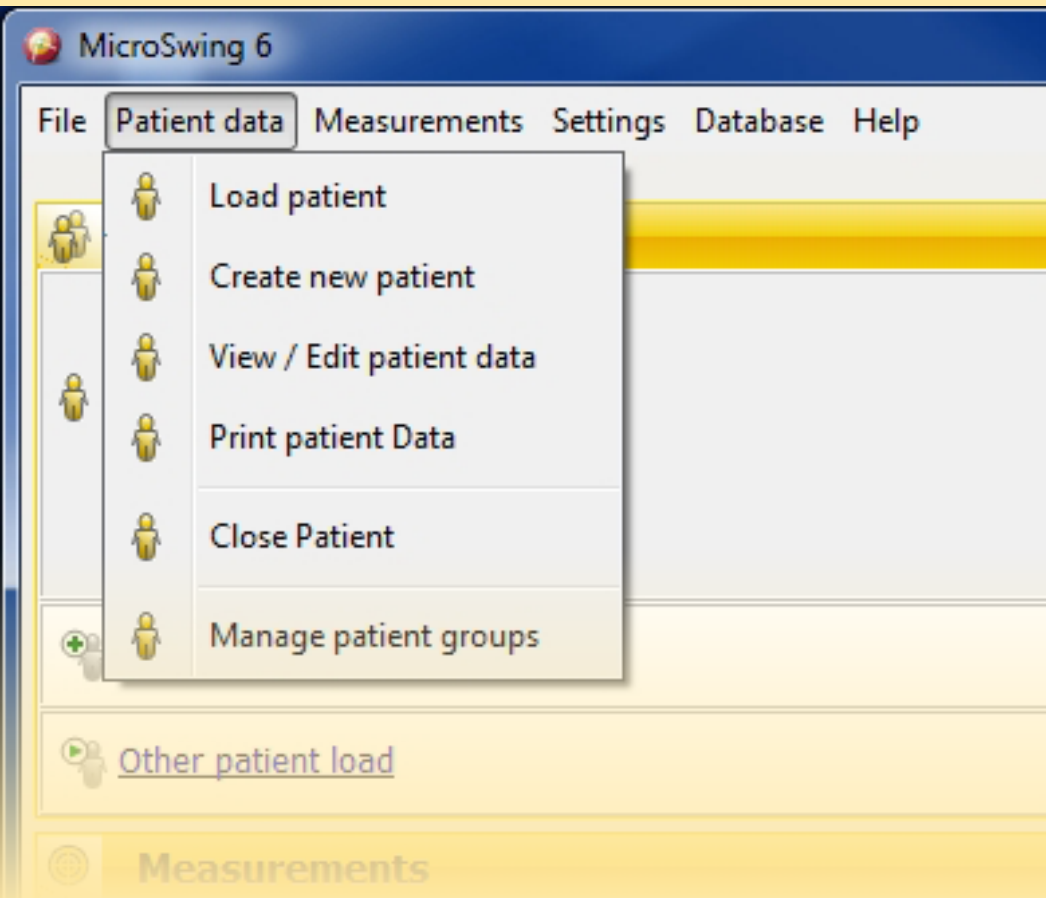 MicroSwing 6
File Patient data Measurements Settings Database Help
Load patient
Create new patient
View / Edit patient data
Print patient Data
Close Patient
Manage patient groups
Other patient load
Measurements